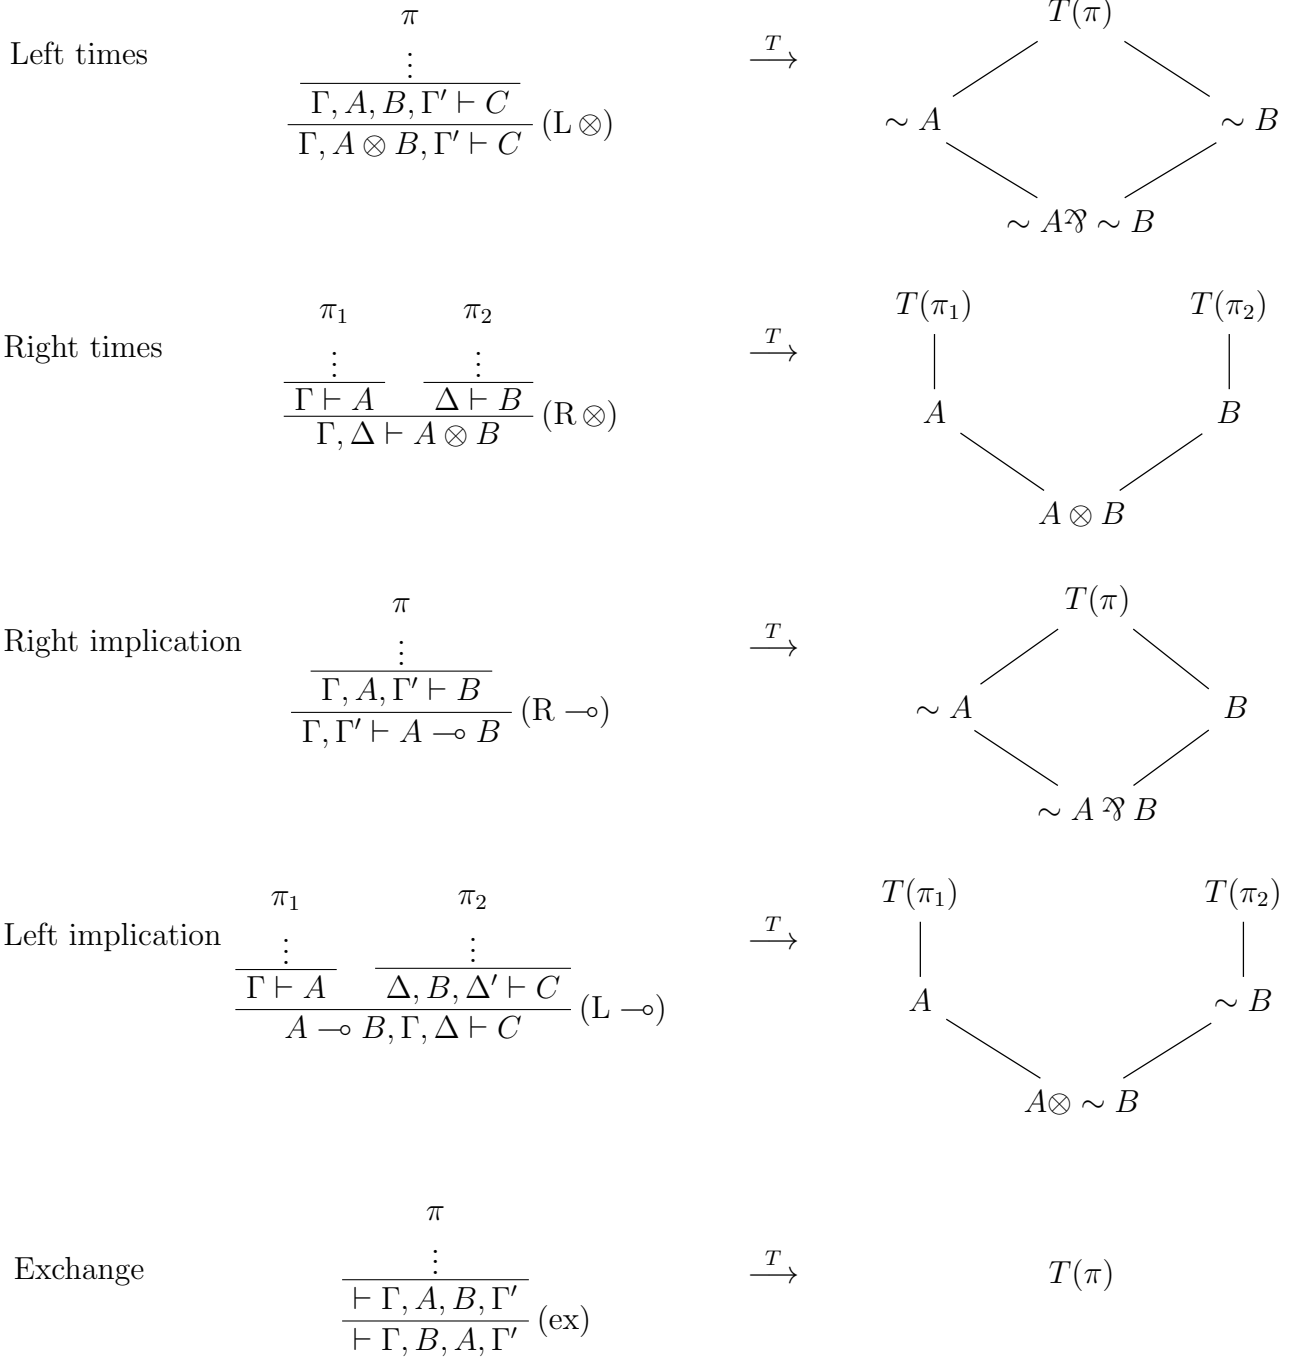 π T(π)
Left times ⋮ T⟶
Γ, A, B, Γ′ ⊢ C (L ⊗) ∼ A ∼ B
Γ, A ⊗ B, Γ′ ⊢ C
∼ A⅋ ∼ B
π₁ π₂ T(π₁) T(π₂)
Right times ⋮ ⋮ T⟶
Γ ⊢ A Δ ⊢ B (R ⊗) A B
Γ, Δ ⊢ A ⊗ B
A ⊗ B
π T(π)
Right implication ⋮ T⟶
Γ, A, Γ′ ⊢ B (R ⊸) ∼ A B
Γ, Γ′ ⊢ A ⊸ B
∼ A ⅋ B
π₁ π₂ T(π₁) T(π₂)
Left implication ⋮ ⋮ T⟶
Γ ⊢ A Δ, B, Δ′ ⊢ C (L ⊸) A ∼ B
A ⊸ B, Γ, Δ ⊢ C
A⊗ ∼ B
π
Exchange ⋮ T⟶ T(π)
⊢ Γ, A, B, Γ′ (ex)
⊢ Γ, B, A, Γ′